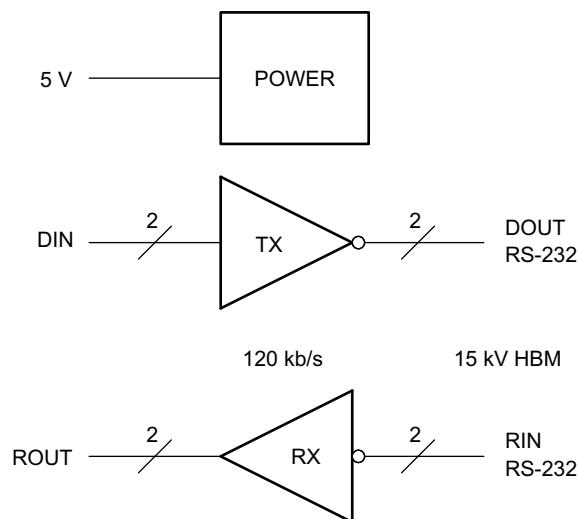 5 V
POWER
2
2
DIN
TX
DOUT
RS-232
120 kb/s
15 kV HBM
2
2
ROUT
RX
RIN
RS-232